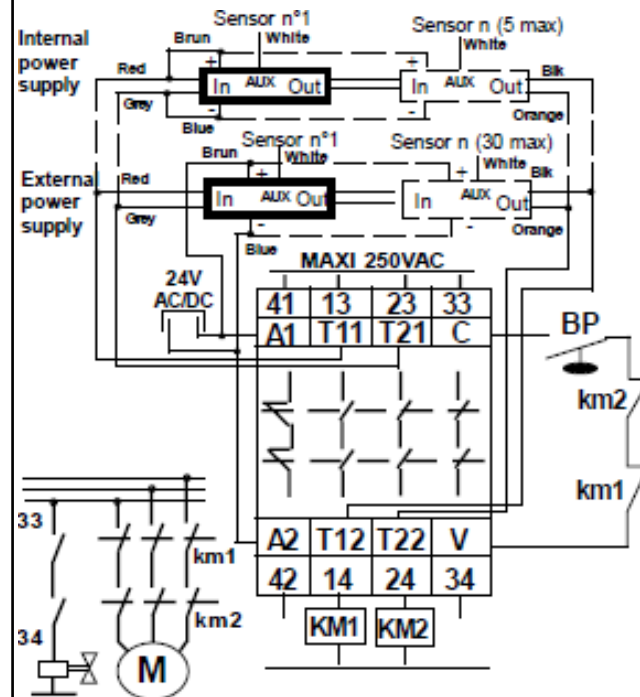 Internal power supply
Sensor n°1
Sensor n (5 max)
Brun
White
White
Red
+
+
Blk
In AUX Out
In AUX Out
Grey
-
-
Orange
Blue
Sensor n°1
Sensor n (30 max)
Brun
White
White
External power supply
Red
+
+
Blk
In AUX Out
In AUX Out
Grey
-
-
Orange
Blue
MAXI 250VAC
24V AC/DC
41 13 23 33
A1 T11 T21 C
BP
km2
km1
33
km1
A2 T12 T22 V
42 14 24 34
km2
34
KM1 KM2
M